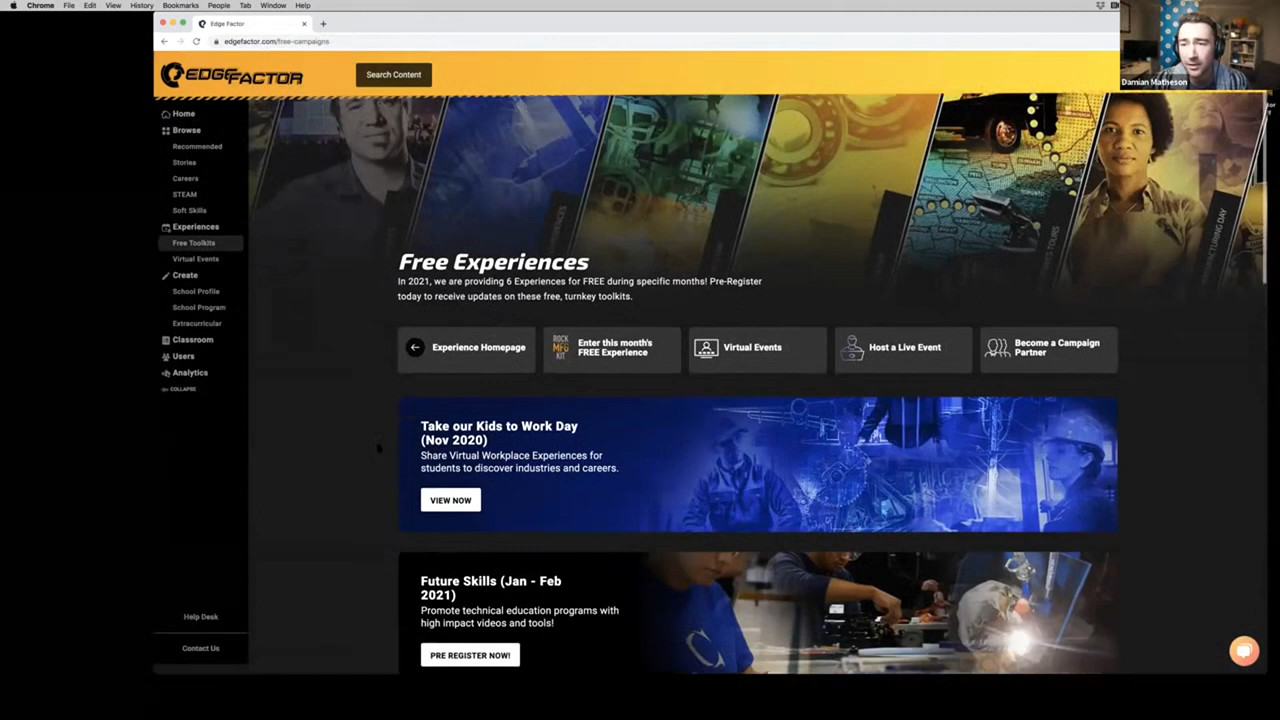 Chrome File Edit View History Bookmarks People Tab Window Help
Edge Factor
edgefactor.com/free-campaigns
Damian Matheson
EDGE FACTOR
Search Content
Home
Browse
Recommended
Stories
Careers
STEAM
Soft Skills
Experiences
Free Toolkits
Virtual Events
Create
School Profile
School Program
Extracurricular
Classroom
Users
Analytics
COLLAPSE
Help Desk
Contact Us
Free Experiences
In 2021, we are providing 6 Experiences for FREE during specific months! Pre-Register
today to receive updates on these free, turnkey toolkits.
Experience Homepage
ROCK
MFG
KIT
Enter this month's
FREE Experience
Virtual Events
Host a Live Event
Become a Campaign
Partner
Take our Kids to Work Day
(Nov 2020)
Share Virtual Workplace Experiences for
students to discover industries and careers.
VIEW NOW
Future Skills (Jan - Feb
2021)
Promote technical education programs with
high impact videos and tools!
PRE REGISTER NOW!